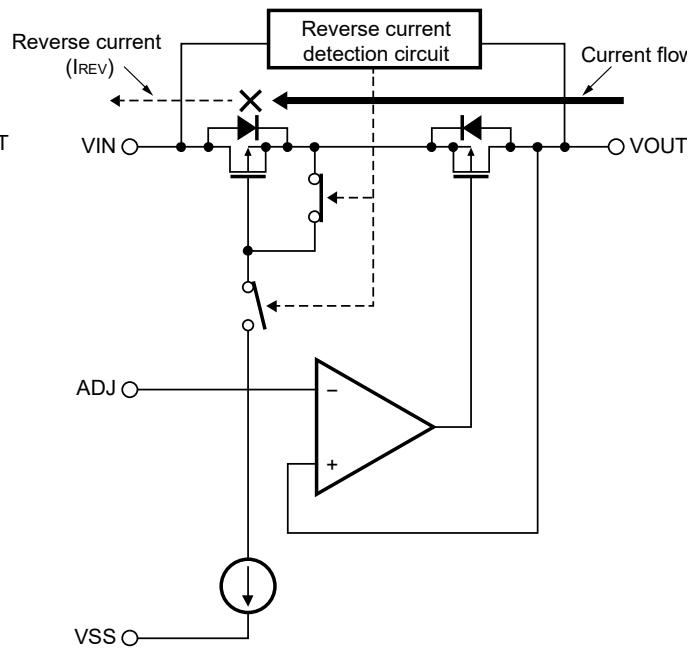 Reverse current
detection circuit
Reverse current
(IREV)
Current flow
T
VIN
VOUT
ADJ
−
+
VSS